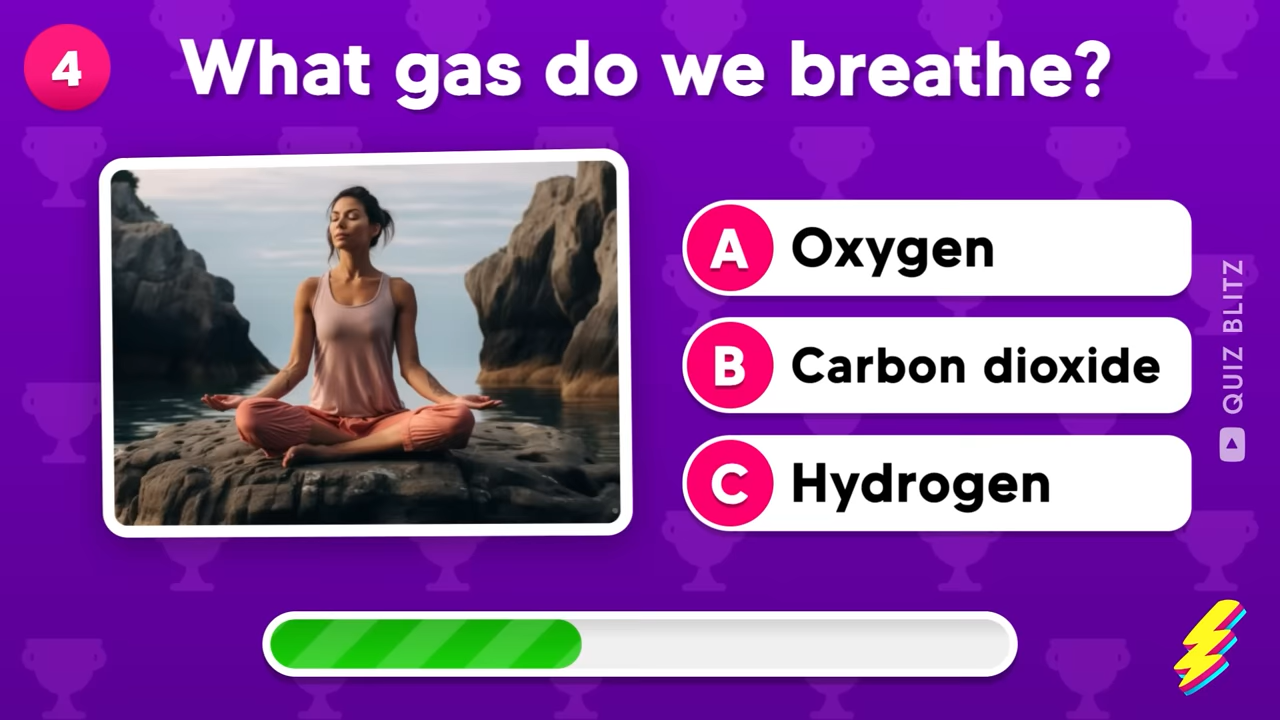 4
What gas do we breathe?
A Oxygen
B Carbon dioxide
C Hydrogen
QUIZ BLITZ